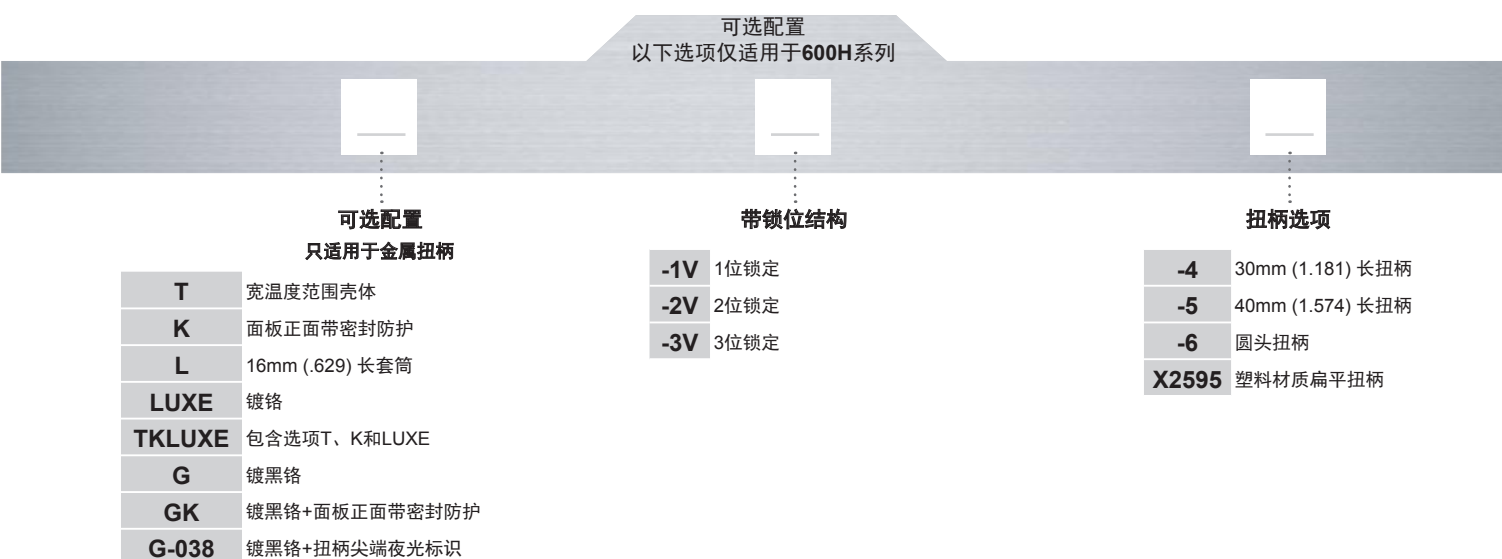 可选配置
以下选项仅适用于600H系列
可选配置
只适用于金属扭柄
T 宽温度范围壳体
K 面板正面带密封防护
L 16mm (.629) 长套筒
LUXE 镀铬
TKLUXE 包含选项T、K和LUXE
G 镀黑铬
GK 镀黑铬+面板正面带密封防护
G-038 镀黑铬+扭柄尖端夜光标识
带锁位结构
-1V 1位锁定
-2V 2位锁定
-3V 3位锁定
扭柄选项
-4 30mm (1.181) 长扭柄
-5 40mm (1.574) 长扭柄
-6 圆头扭柄
X2595 塑料材质扁平扭柄